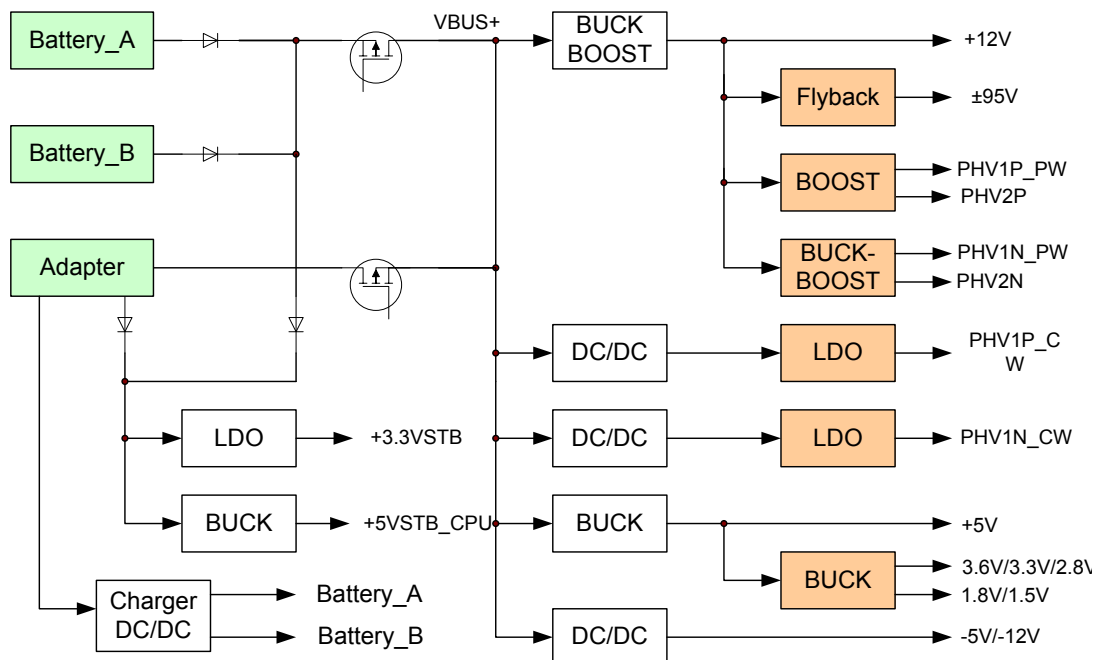 Battery_A
VBUS+
BUCK
BOOST
+12V
Flyback
±95V
Battery_B
BOOST
PHV1P_PW
PHV2P
Adapter
BUCK-
BOOST
PHV1N_PW
PHV2N
DC/DC
LDO
PHV1P_C
W
LDO
+3.3VSTB
DC/DC
LDO
PHV1N_CW
BUCK
+5VSTB_CPU
BUCK
+5V
BUCK
3.6V/3.3V/2.8V
1.8V/1.5V
Charger
DC/DC
Battery_A
Battery_B
DC/DC
-5V/-12V